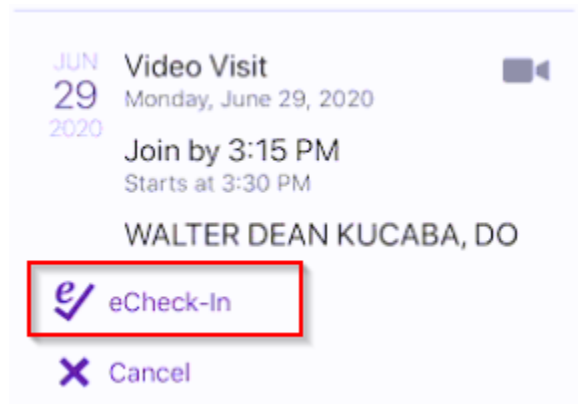 JUN
29
2020
Video Visit
Monday, June 29, 2020
Join by 3:15 PM
Starts at 3:30 PM
WALTER DEAN KUCABA, DO
eCheck-In
Cancel